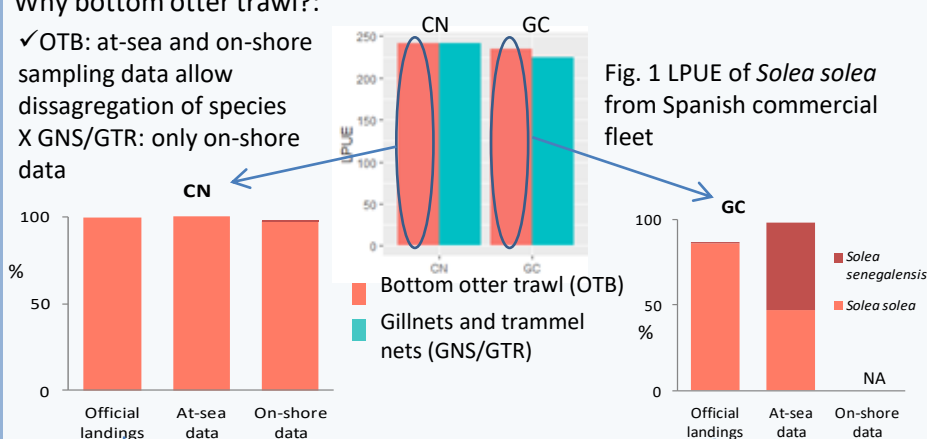 Why bottom otter trawl?:
✓OTB: at-sea and on-shore
sampling data allow
dissagregation of species
X GNS/GTR: only on-shore
data
CN GC
250
200
150
100
50
0
LPUE
CN GC
Fig. 1 LPUE of Solea solea
from Spanish commercial
fleet
Bottom otter trawl (OTB)
Gillnets and trammel
nets (GNS/GTR)
CN
100
50
0
%
Official
landings
At-sea
data
On-shore
data
GC
100
50
0
%
NA
Official
landings
At-sea
data
On-shore
data
Solea
senegalensis
Solea solea